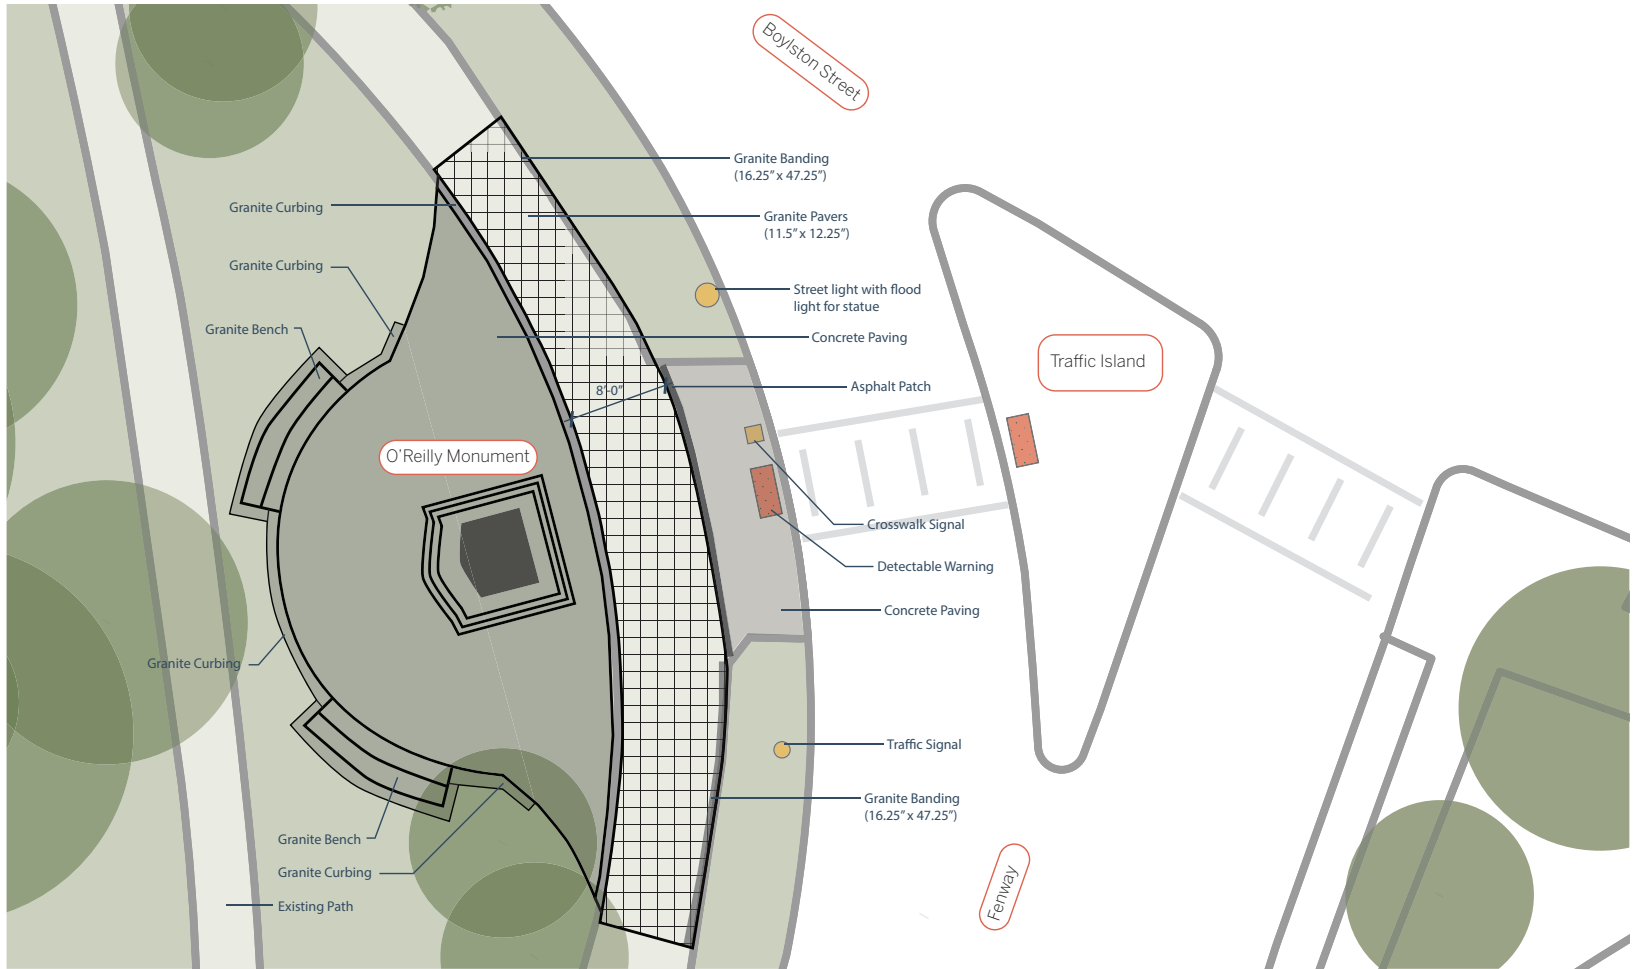 Boylston Street
Granite Banding
(16.25" x 47.25")
Granite Curbing
Granite Pavers
(11.5" x 12.25")
Granite Curbing
Street light with flood
light for statue
Granite Bench
Concrete Paving
Traffic Island
8'-0"
Asphalt Patch
O'Reilly Monument
Crosswalk Signal
Detectable Warning
Concrete Paving
Granite Curbing
Traffic Signal
Granite Banding
(16.25" x 47.25")
Granite Bench
Granite Curbing
Fenway
Existing Path